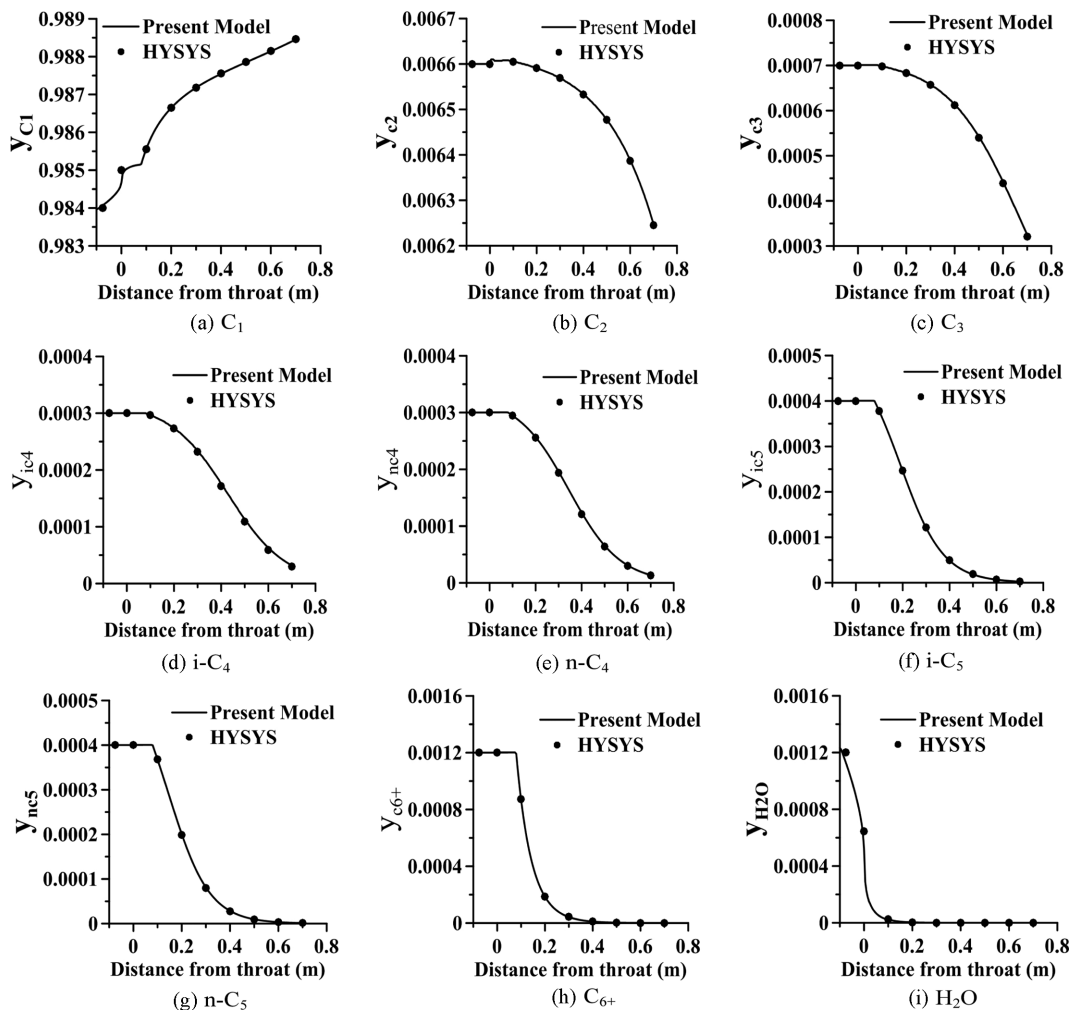 0.989
0.988
0.987
0.986
0.985
0.984
0.983
y_C1
Present Model
HYSYS
0 0.2 0.4 0.6 0.8
Distance from throat (m)
(a) C₁
0.0067
0.0066
0.0065
0.0064
0.0063
0.0062
y_c2
Present Model
HYSYS
0 0.2 0.4 0.6 0.8
Distance from throat (m)
(b) C₂
0.0008
0.0007
0.0006
0.0005
0.0004
0.0003
y_c3
Present Model
HYSYS
0 0.2 0.4 0.6 0.8
Distance from throat (m)
(c) C₃
0.0004
0.0003
0.0002
0.0001
0
y_ic4
Present Model
HYSYS
0 0.2 0.4 0.6 0.8
Distance from throat (m)
(d) i-C₄
0.0004
0.0003
0.0002
0.0001
0
y_nc4
Present Model
HYSYS
0 0.2 0.4 0.6 0.8
Distance from throat (m)
(e) n-C₄
0.0005
0.0004
0.0003
0.0002
0.0001
0
y_ic5
Present Model
HYSYS
0 0.2 0.4 0.6 0.8
Distance from throat (m)
(f) i-C₅
0.0005
0.0004
0.0003
0.0002
0.0001
0
y_nc5
Present Model
HYSYS
0 0.2 0.4 0.6 0.8
Distance from throat (m)
(g) n-C₅
0.0016
0.0012
0.0008
0.0004
0
y_c6+
Present Model
HYSYS
0 0.2 0.4 0.6 0.8
Distance from throat (m)
(h) C₆₊
0.0016
0.0012
0.0008
0.0004
0
y_H2O
Present Model
HYSYS
0 0.2 0.4 0.6 0.8
Distance from throat (m)
(i) H₂O